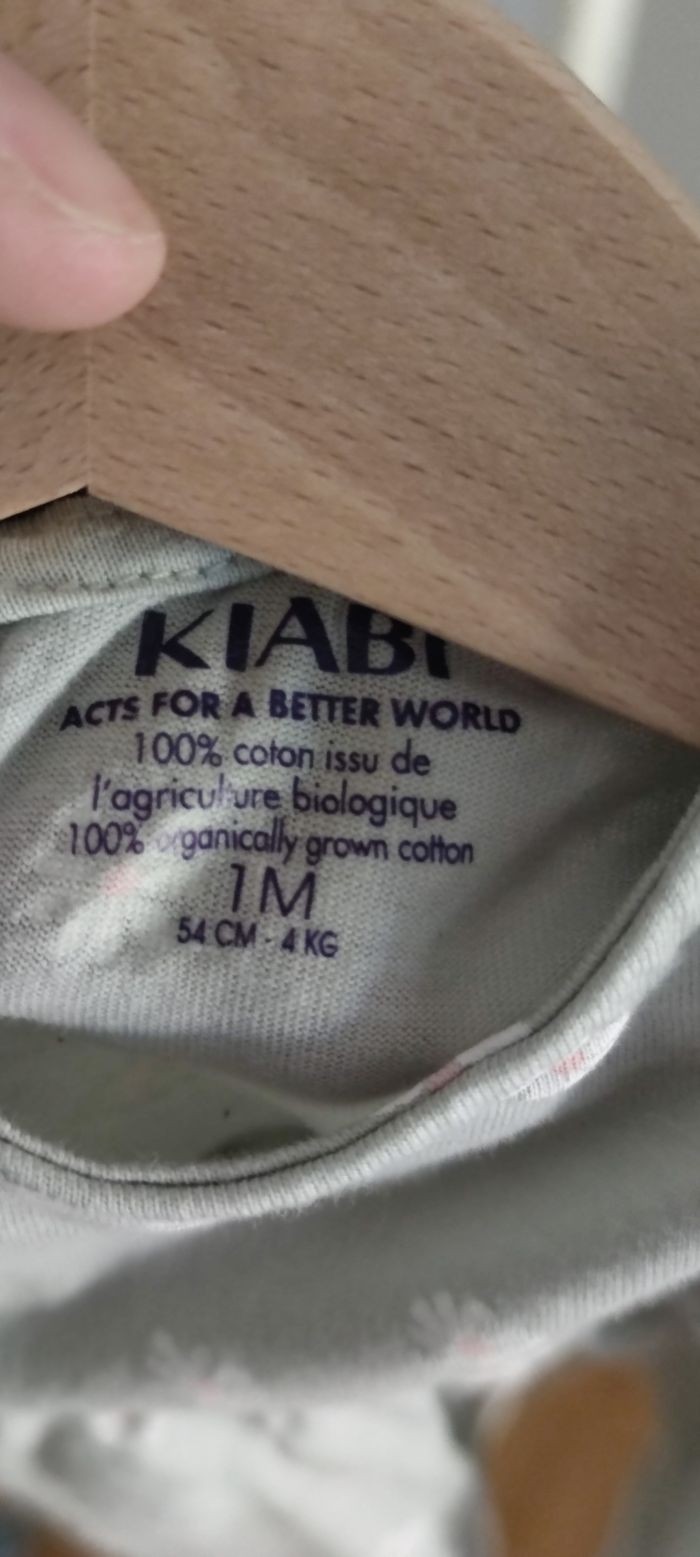 KIABI
ACTS FOR A BETTER WORLD
100% coton issu de
l'agriculture biologique
100% organically grown cotton
1M
54 CM - 4 KG